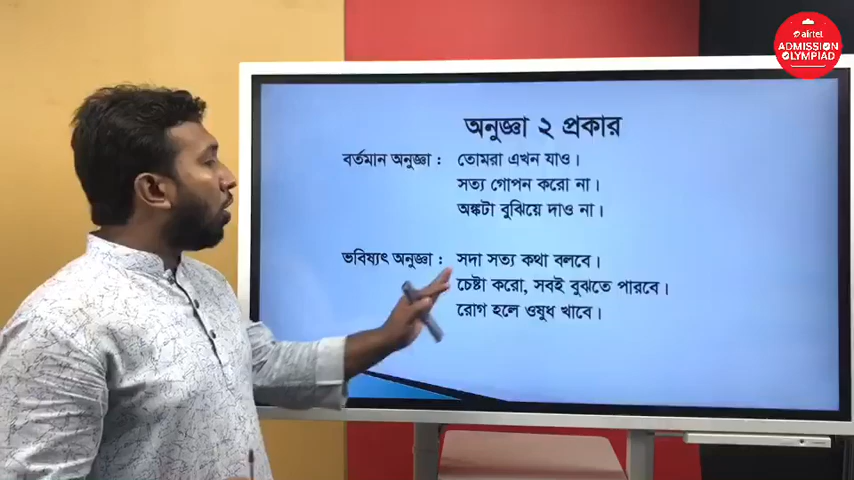 airtel
ADMISSION
OLYMPIAD
অনুজ্ঞা ২ প্রকার
বর্তমান অনুজ্ঞা : তোমরা এখন যাও।
সত্য গোপন করো না।
অঙ্কটা বুঝিয়ে দাও না।
ভবিষ্যৎ অনুজ্ঞা : সদা সত্য কথা বলবে।
চেষ্টা করো, সবই বুঝতে পারবে।
রোগ হলে ওষুধ খাবে।